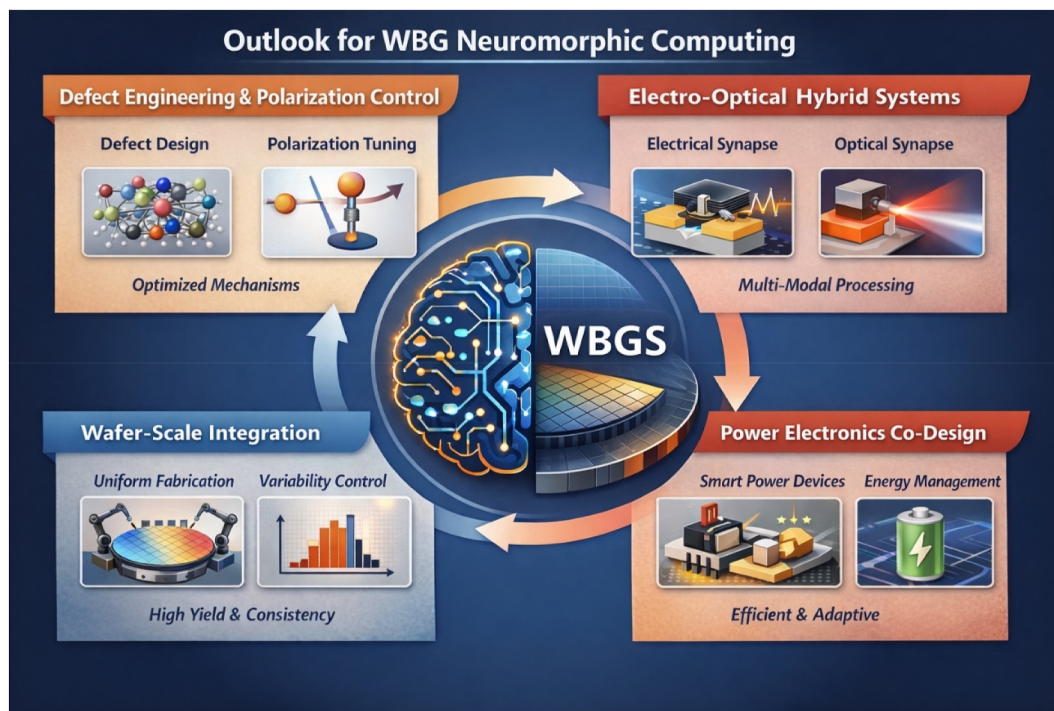 Outlook for WBG Neuromorphic Computing
Defect Engineering & Polarization Control
Defect Design
Polarization Tuning
Optimized Mechanisms
Electro-Optical Hybrid Systems
Electrical Synapse
Optical Synapse
Multi-Modal Processing
WBGS
Wafer-Scale Integration
Uniform Fabrication
Variability Control
High Yield & Consistency
Power Electronics Co-Design
Smart Power Devices
Energy Management
Efficient & Adaptive